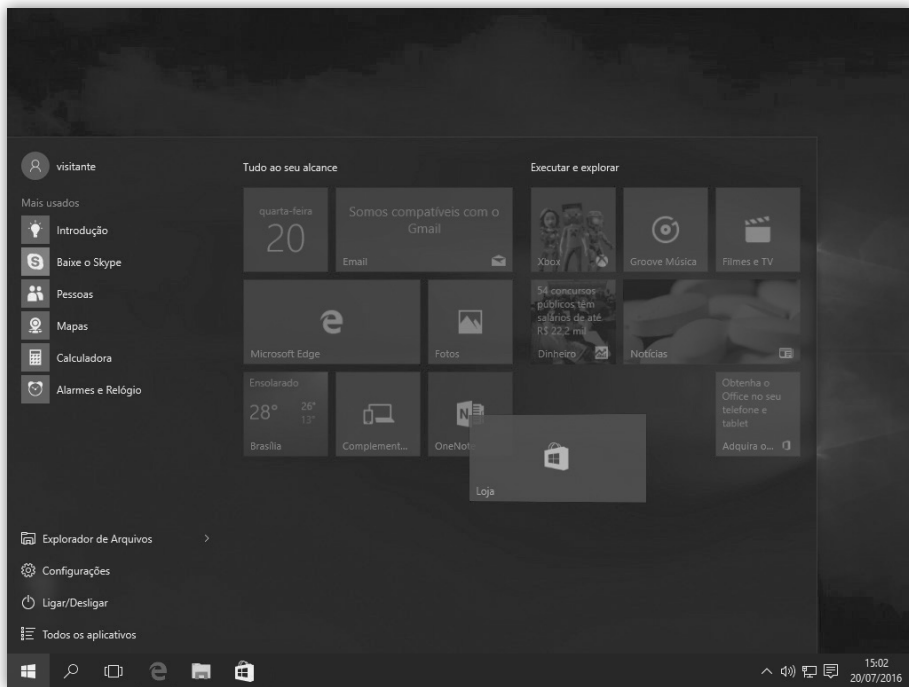 visitante
Mais usados
Introdução
Baixe o Skype
Pessoas
Mapas
Calculadora
Alarmes e Relógio
Explorador de Arquivos
Configurações
Ligar/Desligar
Todos os aplicativos
Tudo ao seu alcance
quarta-feira
20
Somos compatíveis com o
Gmail
Email
Microsoft Edge
Fotos
Ensolarado
28° 26°
13°
Brasília
Complement...
OneNote
Loja
Executar e explorar
Xbox
Groove Música
Filmes e TV
54 concursos
públicos têm
salários de até
R$ 22,2 mil
Dinheiro
Notícias
Obtenha o
Office no seu
telefone e
tablet
Adquira o...
15:02
20/07/2016